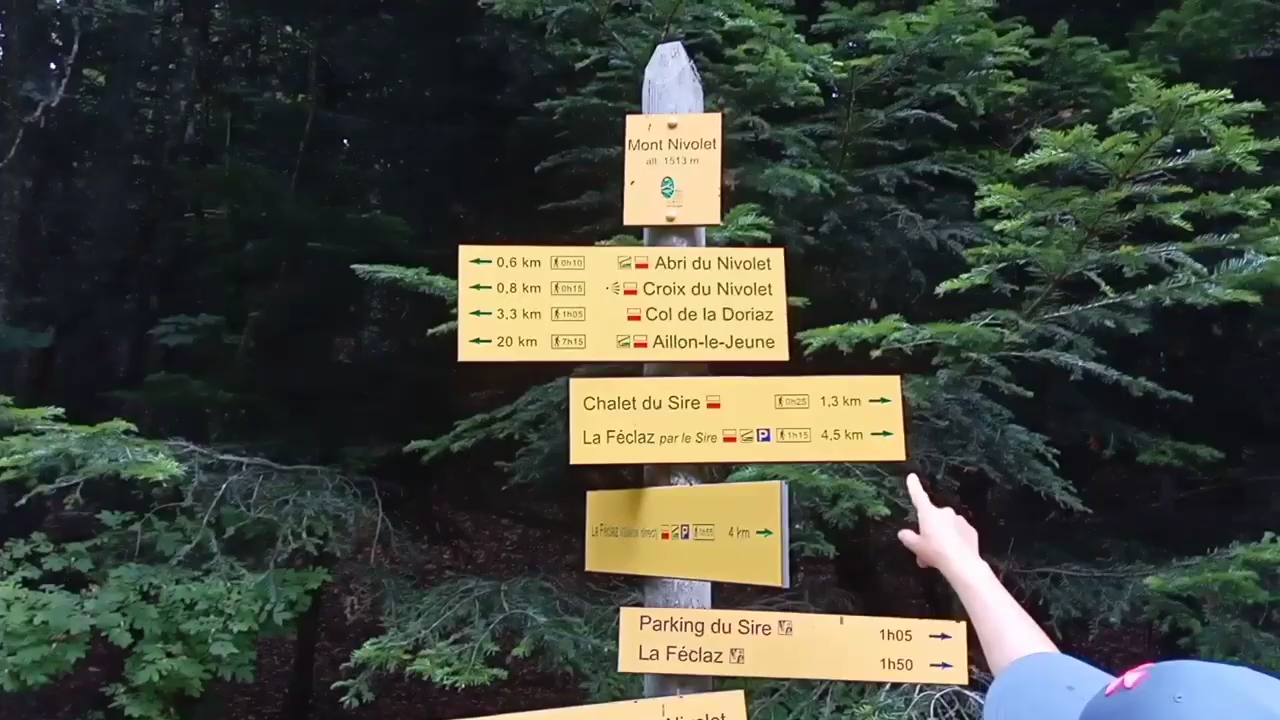 Mont Nivolet
alt. 1513 m
0,6 km 0h10 Abri du Nivolet
0,8 km 0h15 Croix du Nivolet
3,3 km 1h05 Col de la Doriaz
20 km 7h15 Aillon-le-Jeune
Chalet du Sire 0h25 1,3 km
La Féclaz par le Sire P 1h15 4,5 km
La Féclaz P 4 km
Parking du Sire 1h05
La Féclaz 1h50
Nivolet